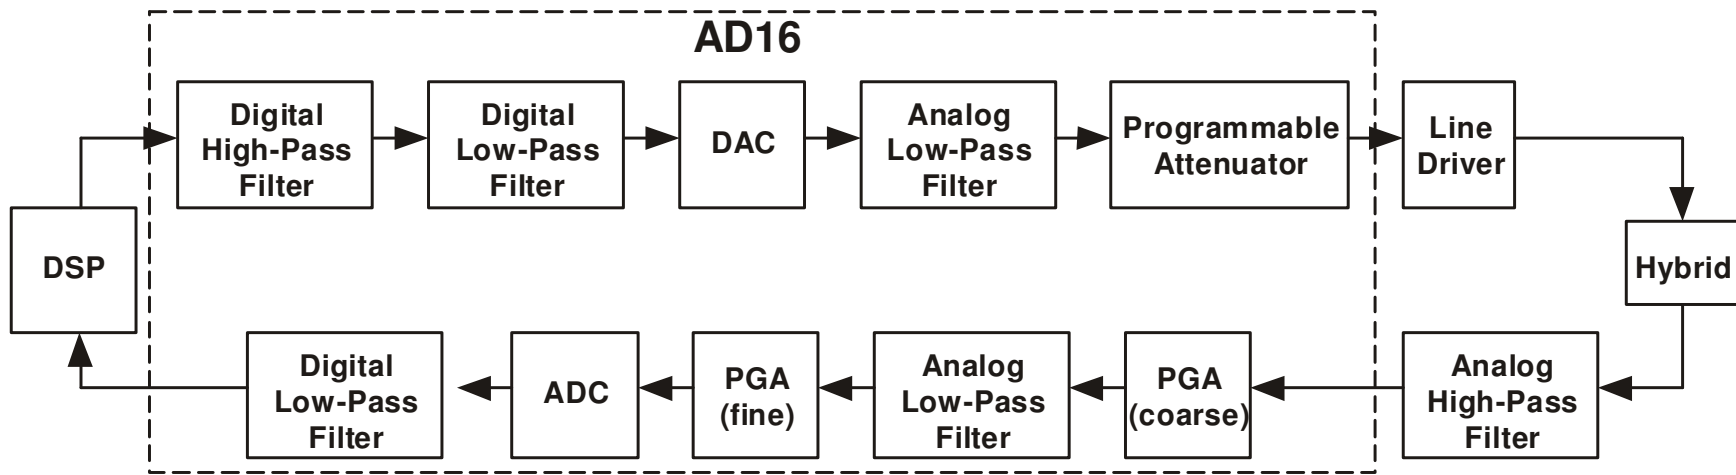 AD16
Digital
High-Pass
Filter
Digital
Low-Pass
Filter
DAC
Analog
Low-Pass
Filter
Programmable
Attenuator
Line
Driver
DSP
Hybrid
Digital
Low-Pass
Filter
ADC
PGA
(fine)
Analog
Low-Pass
Filter
PGA
(coarse)
Analog
High-Pass
Filter